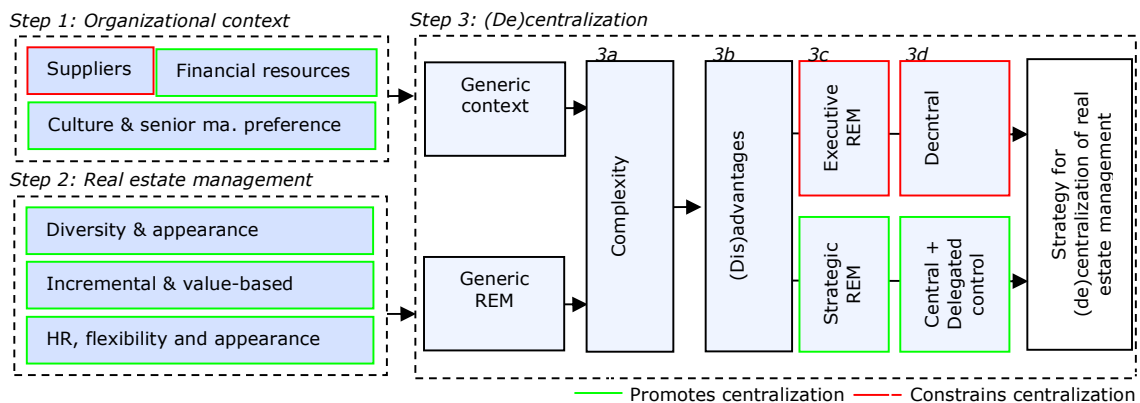 Step 1: Organizational context
Suppliers
Financial resources
Culture & senior ma. preference
Step 2: Real estate management
Diversity & appearance
Incremental & value-based
HR, flexibility and appearance
Step 3: (De)centralization
Generic
context
Generic
REM
3a
Complexity
3b
(Dis)advantages
3c
Executive
REM
Strategic
REM
3d
Decntral
Central +
Delegated
control
Strategy for
(de)centralization of real
estate management
Promotes centralization
Constrains centralization